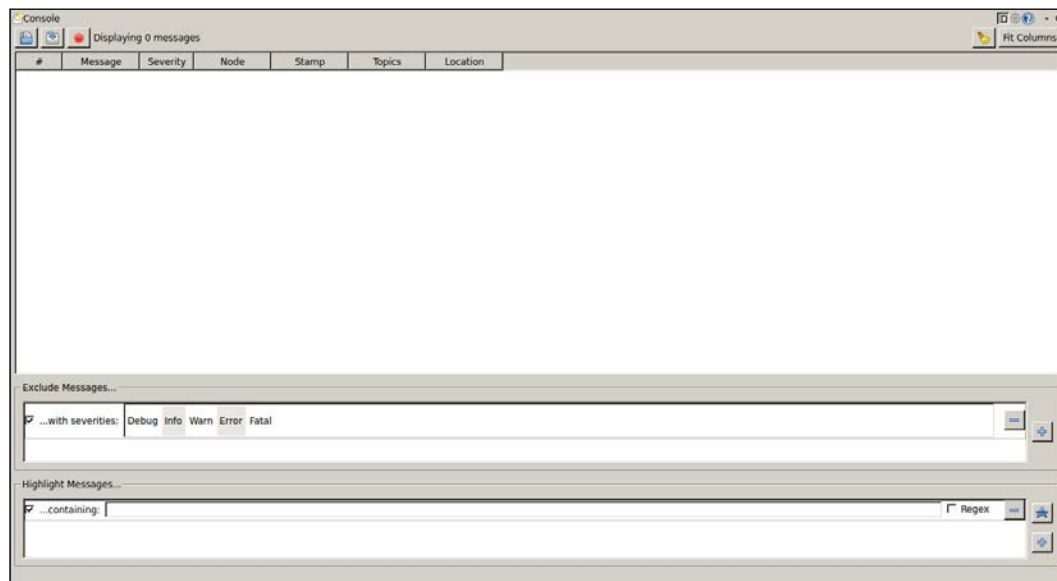 Console
Displaying 0 messages Fit Columns
# Message Severity Node Stamp Topics Location
Exclude Messages...
...with severities: Debug Info Warn Error Fatal
Highlight Messages...
...containing: Regex